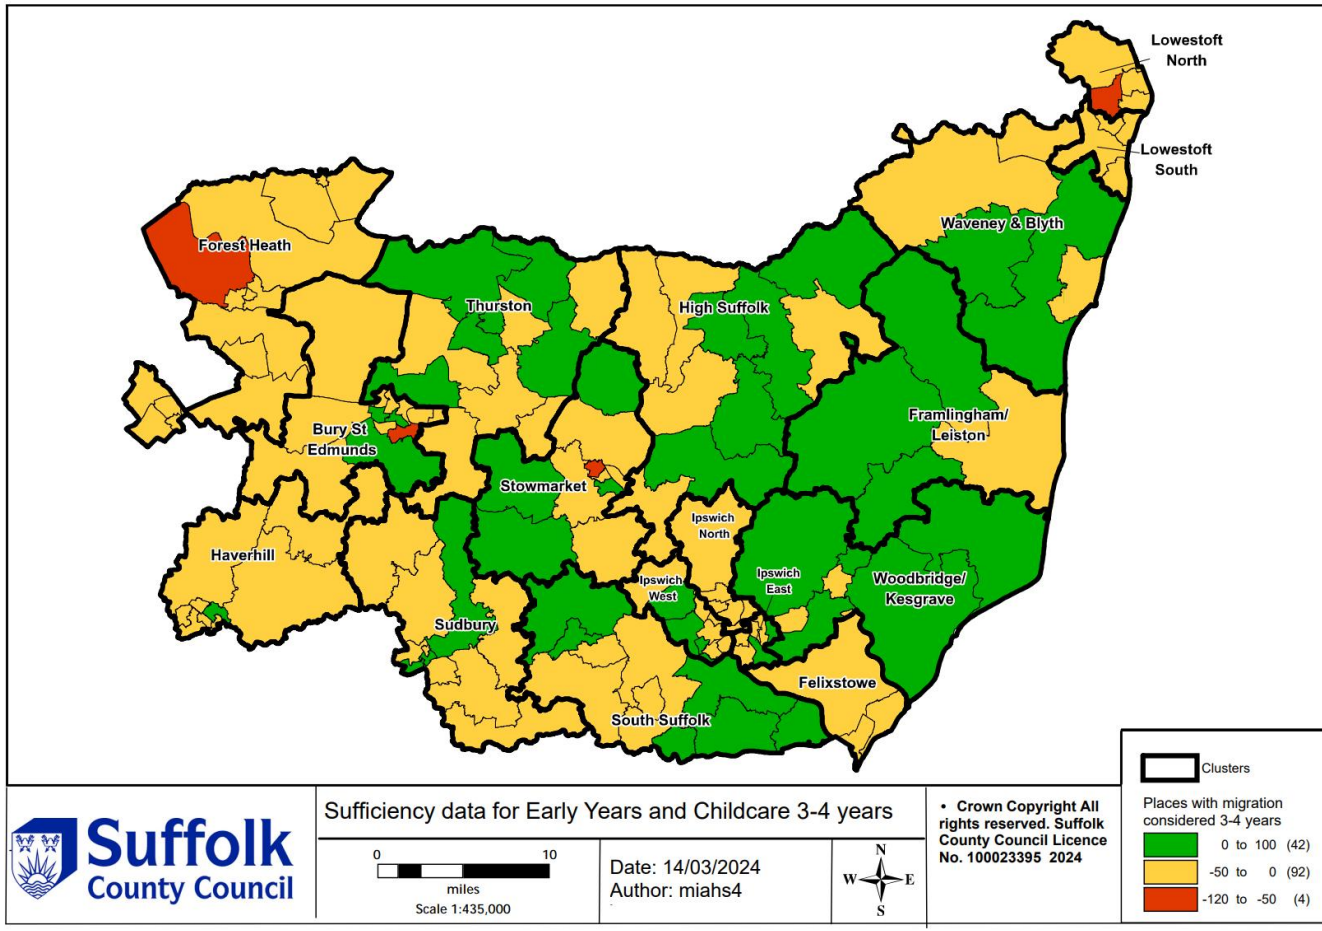 Lowestoft
North
Lowestoft
South
Waveney & Blyth
Forest Heath
Thurston
High Suffolk
Framlingham/
Leiston
Bury St
Edmunds
Stowmarket
Ipswich
North
Haverhill
Ipswich
West
Ipswich
East
Woodbridge/
Kesgrave
Sudbury
Felixstowe
South Suffolk
Clusters
Places with migration
considered 3-4 years
0 to 100 (42)
-50 to 0 (92)
-120 to -50 (4)
Suffolk
County Council
Sufficiency data for Early Years and Childcare 3-4 years
0 10
miles
Scale 1:435,000
Date: 14/03/2024
Author: miahs4
N
W E
S
• Crown Copyright All
rights reserved. Suffolk
County Council Licence
No. 100023395 2024